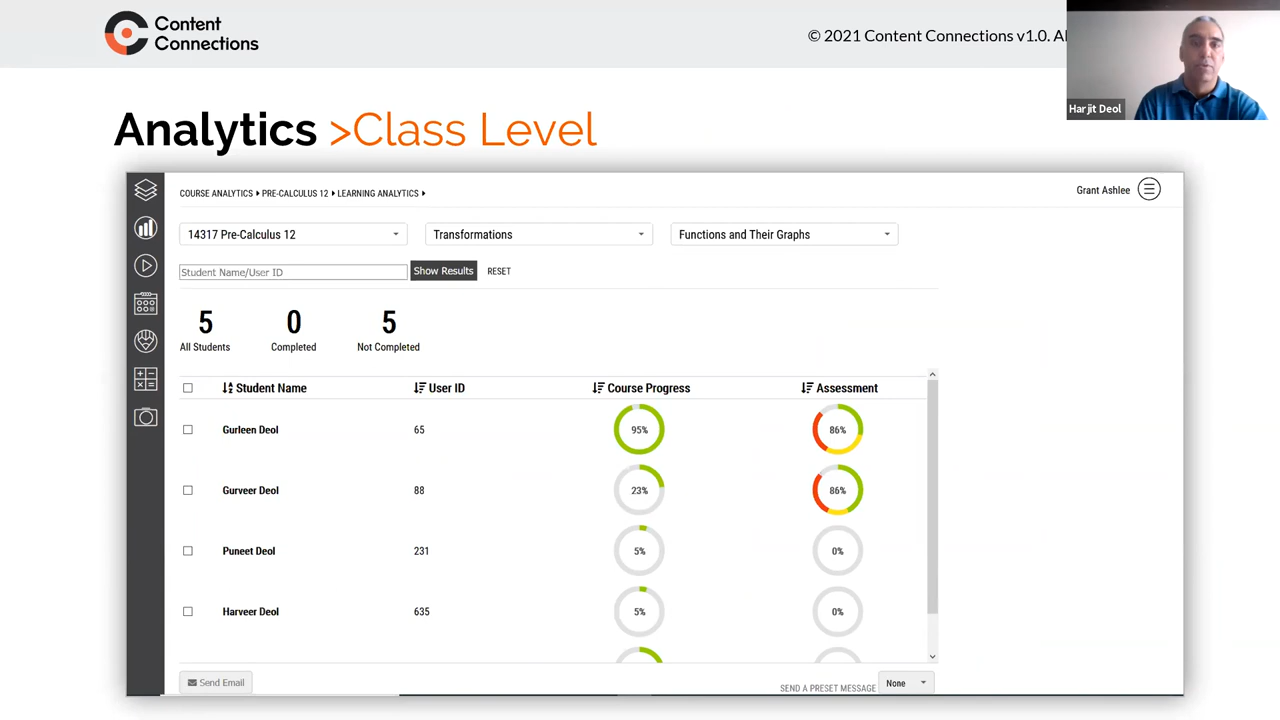 Content
Connections
© 2021 Content Connections v1.0.
Harjit Deol
Analytics >Class Level
COURSE ANALYTICS PRE-CALCULUS 12 LEARNING ANALYTICS
Grant Ashlee
14317 Pre-Calculus 12 Transformations Functions and Their Graphs
Student Name/User ID Show Results RESET
5 0 5
All Students Completed Not Completed
Student Name User ID Course Progress Assessment
Gurleen Deol 65 95% 86%
Gurveer Deol 88 23% 86%
Puneet Deol 231 5% 0%
Harveer Deol 635 5% 0%
Send Email SEND A PRESET MESSAGE None